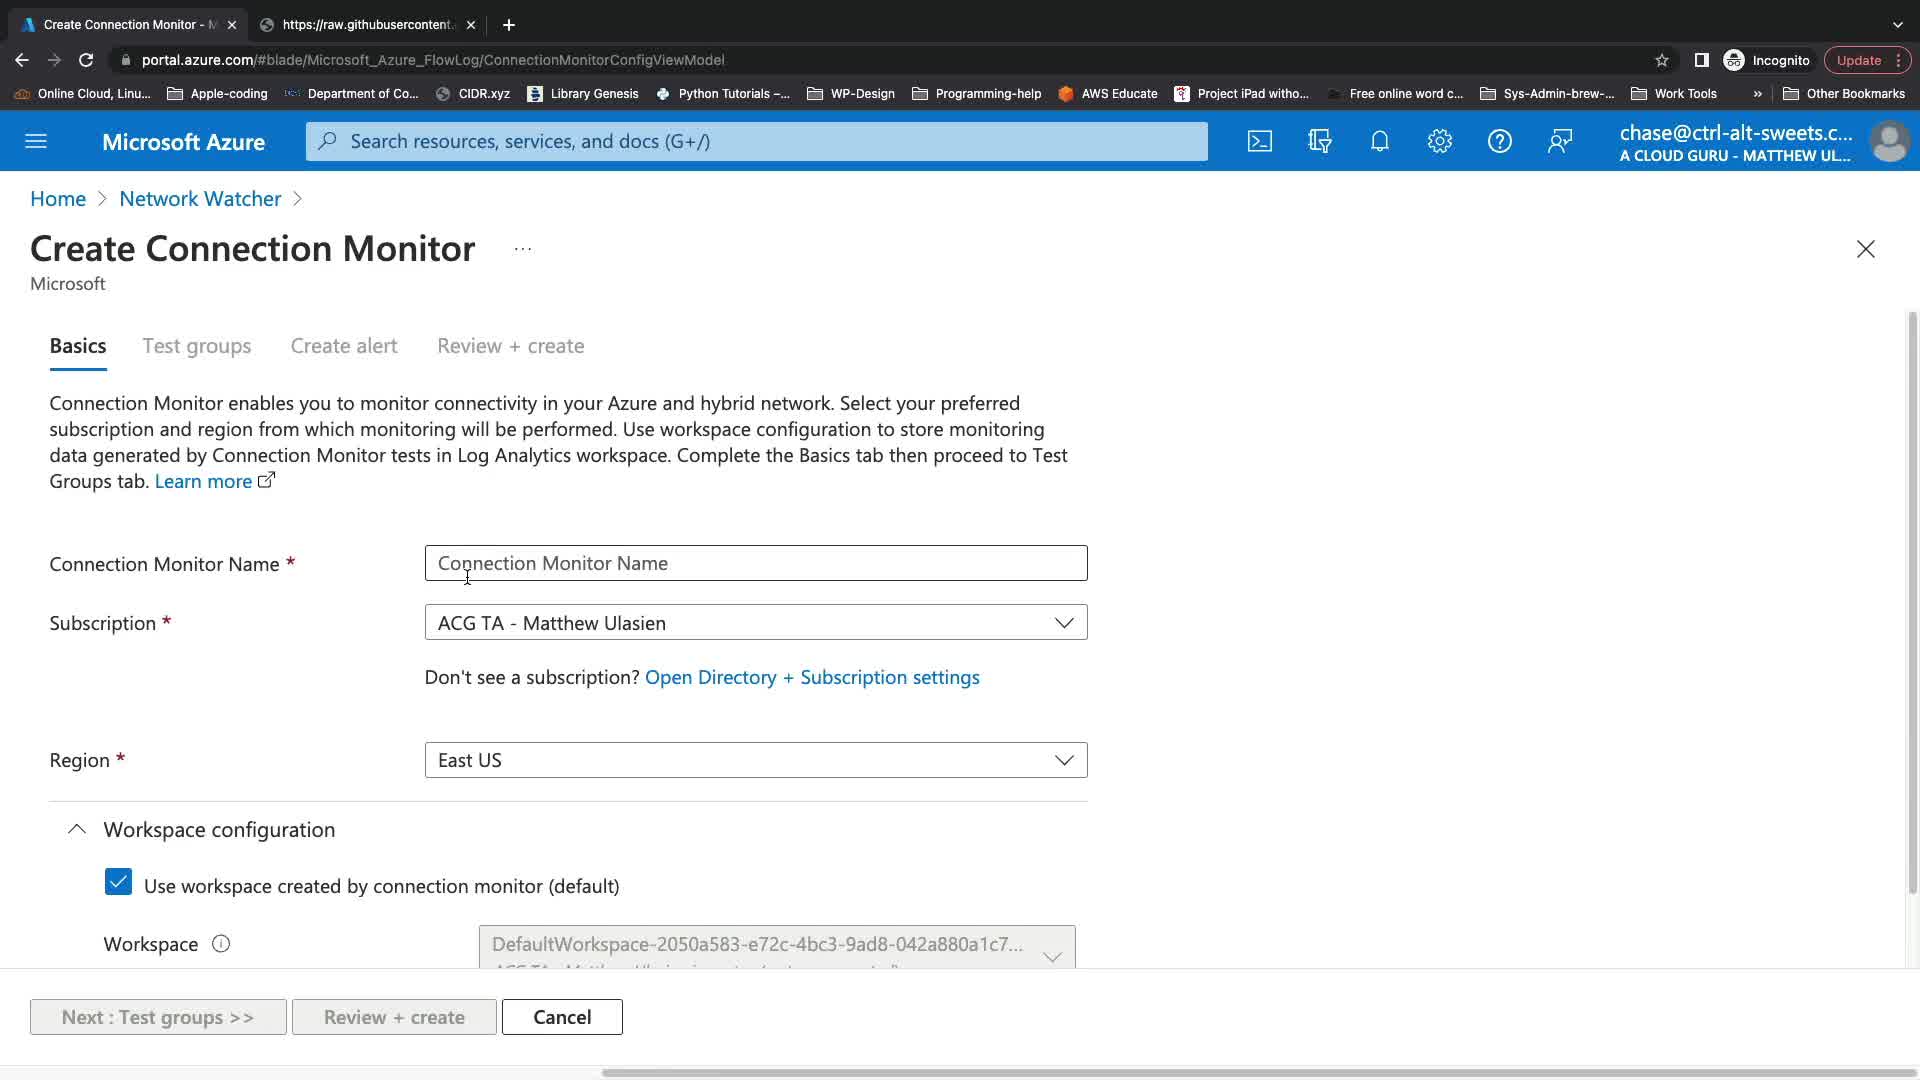 Create Connection Monitor - M
https://raw.githubusercontent.
portal.azure.com/#blade/Microsoft_Azure_FlowLog/ConnectionMonitorConfigViewModel
Incognito
Update
Online Cloud, Linu...
Apple-coding
Department of Co...
CIDR.xyz
Library Genesis
Python Tutorials –...
WP-Design
Programming-help
AWS Educate
Project iPad witho...
Free online word c...
Sys-Admin-brew-...
Work Tools
»
Other Bookmarks
Microsoft Azure
Search resources, services, and docs (G+/)
chase@ctrl-alt-sweets.c...
A CLOUD GURU - MATTHEW UL...
Home > Network Watcher >
Create Connection Monitor ...
Microsoft
Basics
Test groups
Create alert
Review + create
Connection Monitor enables you to monitor connectivity in your Azure and hybrid network. Select your preferred
subscription and region from which monitoring will be performed. Use workspace configuration to store monitoring
data generated by Connection Monitor tests in Log Analytics workspace. Complete the Basics tab then proceed to Test
Groups tab. Learn more
Connection Monitor Name *
Connection Monitor Name
Subscription *
ACG TA - Matthew Ulasien
Don't see a subscription? Open Directory + Subscription settings
Region *
East US
Workspace configuration
Use workspace created by connection monitor (default)
Workspace
DefaultWorkspace-2050a583-e72c-4bc3-9ad8-042a880a1c7...
Next : Test groups >>
Review + create
Cancel